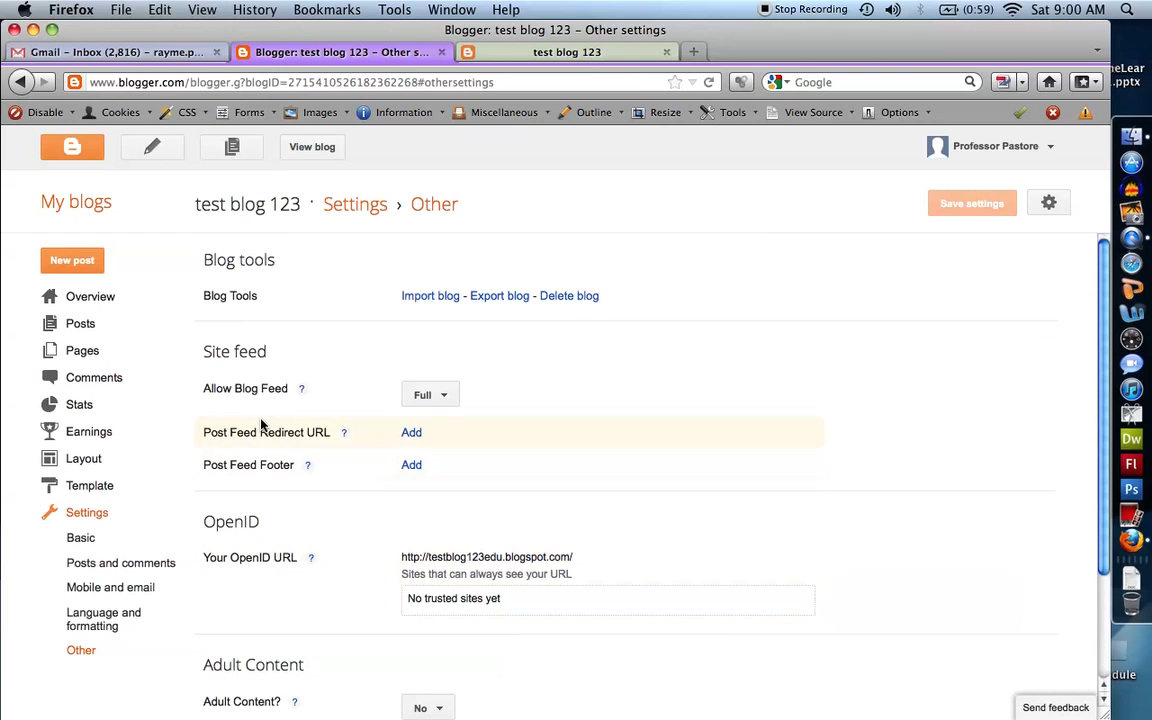 Firefox File Edit View History Bookmarks Tools Window Help Stop Recording (0:59) Sat 9:00 AM
Blogger: test blog 123 – Other settings
Gmail – Inbox (2,816) – rayme.p... Blogger: test blog 123 – Other s... test blog 123
www.blogger.com/blogger.g?blogID=2715410526182362268#othersettings Google
Disable Cookies CSS Forms Images Information Miscellaneous Outline Resize Tools View Source Options
View blog Professor Pastore
My blogs test blog 123 · Settings › Other Save settings
New post
Overview
Posts
Pages
Comments
Stats
Earnings
Layout
Template
Settings
Basic
Posts and comments
Mobile and email
Language and
formatting
Other
Blog tools
Blog Tools Import blog - Export blog - Delete blog
Site feed
Allow Blog Feed ? Full
Post Feed Redirect URL ? Add
Post Feed Footer ? Add
OpenID
Your OpenID URL ? http://testblog123edu.blogspot.com/
Sites that can always see your URL
No trusted sites yet
Adult Content
Adult Content? ? No
Send feedback
neLear
.pptx
W
Dw
Fl
Ps
dule